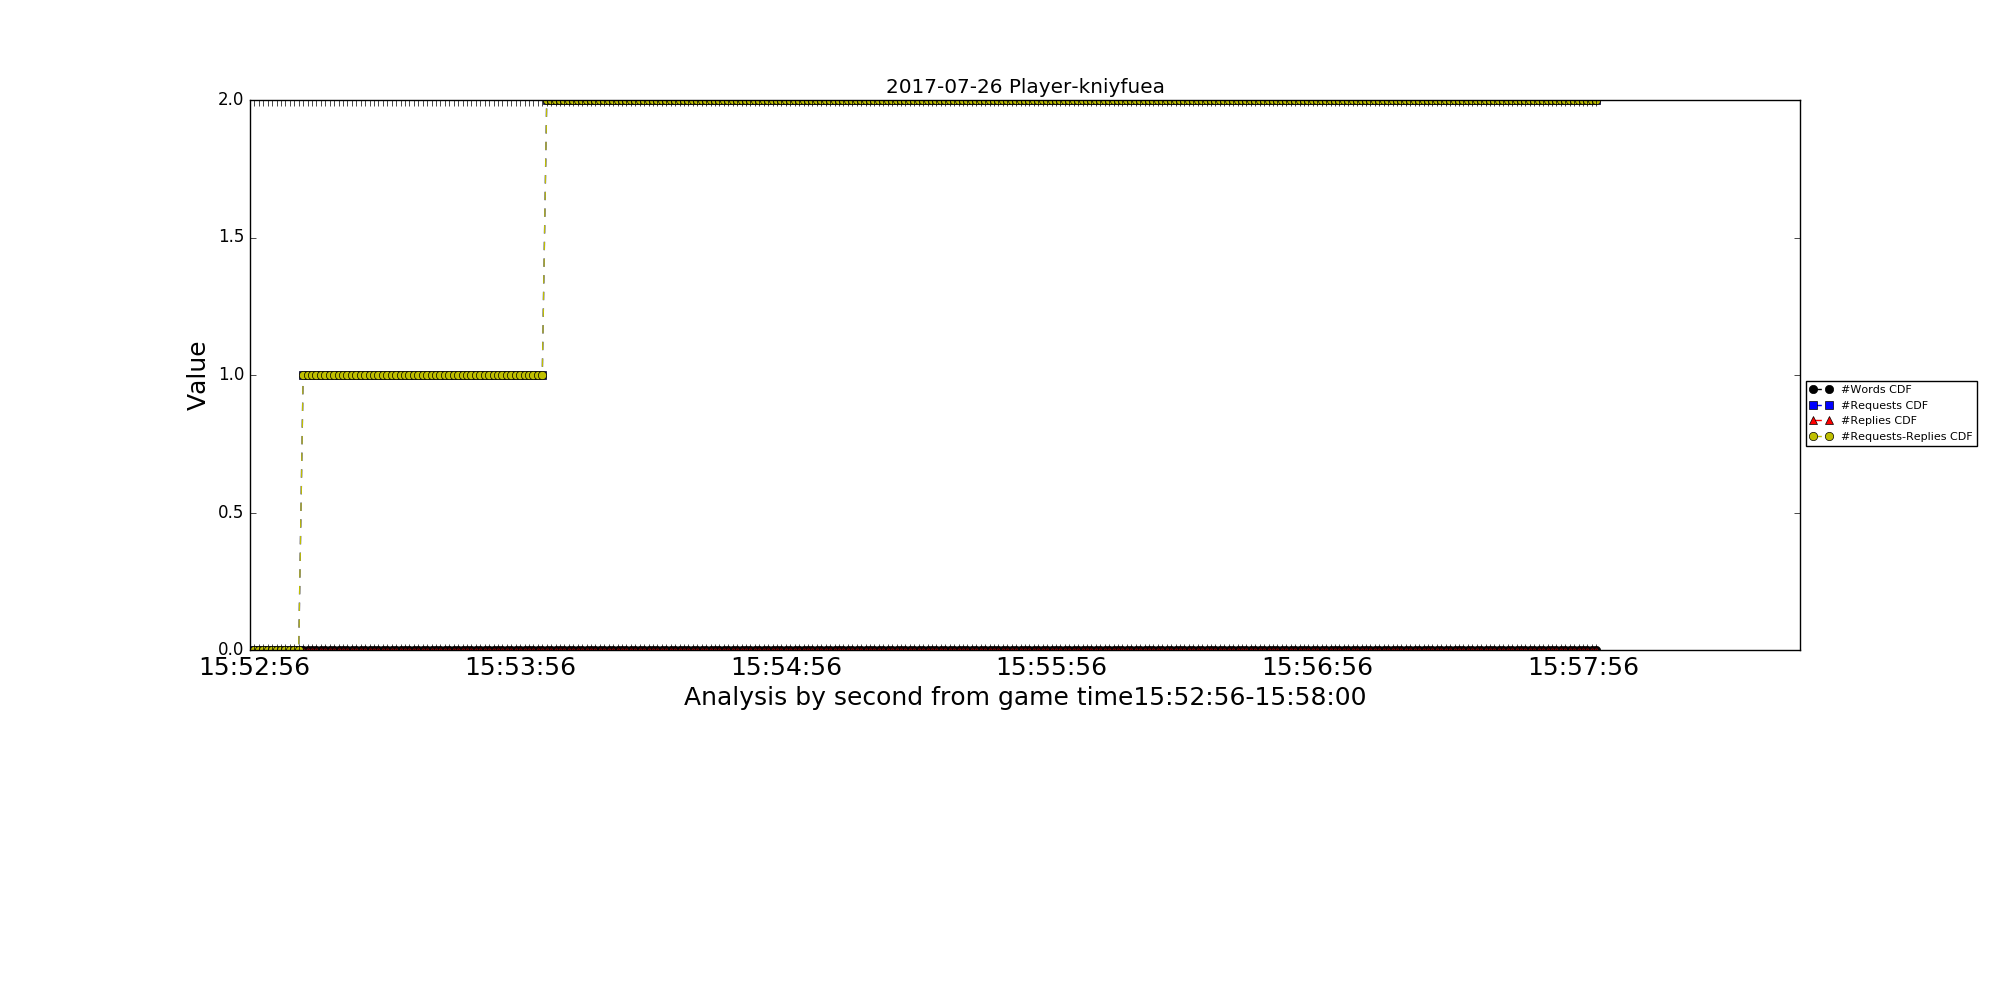 2017-07-26 Player-kniyfuea
2.0
1.5
1.0
0.5
0.0
Value
15:52:56 15:53:56 15:54:56 15:55:56 15:56:56 15:57:56
Analysis by second from game time15:52:56-15:58:00
#Words CDF
#Requests CDF
#Replies CDF
#Requests-Replies CDF